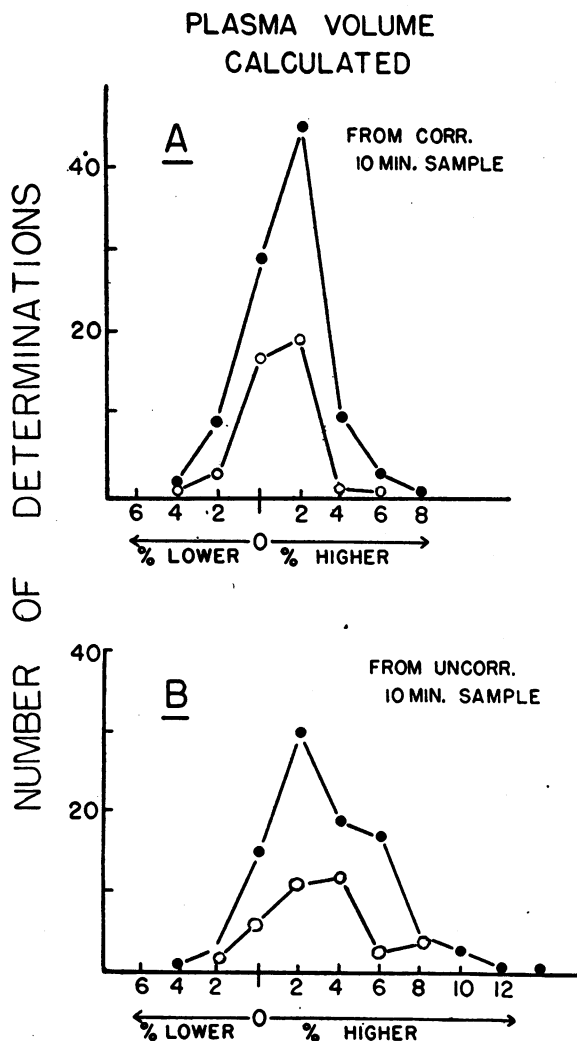 PLASMA VOLUME
CALCULATED
NUMBER OF DETERMINATIONS
A
FROM CORR.
10 MIN. SAMPLE
40
20
6 4 2 2 4 6 8
% LOWER 0 % HIGHER
B
FROM UNCORR.
10 MIN. SAMPLE
40
20
6 4 2 2 4 6 8 10 12
% LOWER 0 % HIGHER